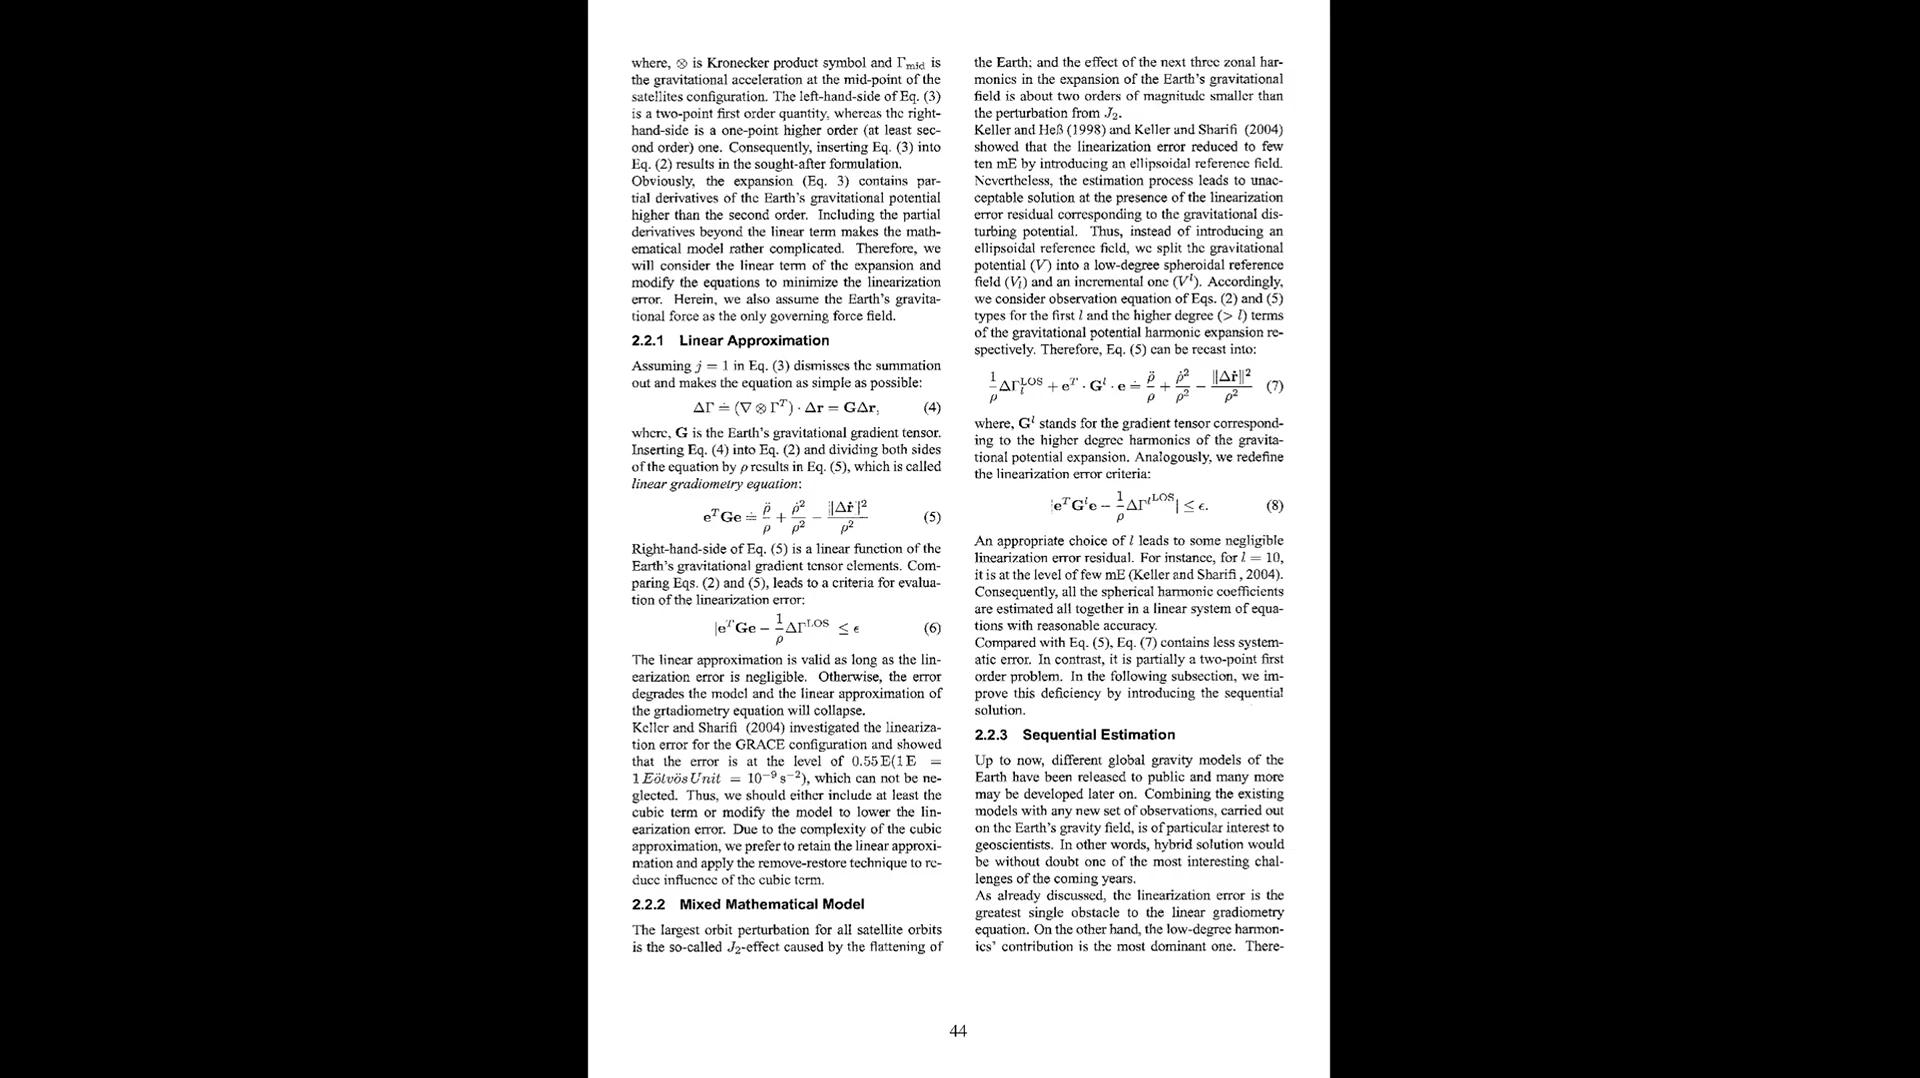 where, ⊗ is Kronecker product symbol and Γmid is
the gravitational acceleration at the mid-point of the
satellites configuration. The left-hand-side of Eq. (3)
is a two-point first order quantity, whereas the right-
hand-side is a one-point higher order (at least sec-
ond order) one. Consequently, inserting Eq. (3) into
Eq. (2) results in the sought-after formulation.
Obviously, the expansion (Eq. 3) contains par-
tial derivatives of the Earth's gravitational potential
higher than the second order. Including the partial
derivatives beyond the linear term makes the math-
ematical model rather complicated. Therefore, we
will consider the linear term of the expansion and
modify the equations to minimize the linearization
error. Herein, we also assume the Earth's gravita-
tional force as the only governing force field.
2.2.1 Linear Approximation
Assuming j = 1 in Eq. (3) dismisses the summation
out and makes the equation as simple as possible:
ΔΓ ≐ (∇ ⊗ Γ^T) · Δr = GΔr, (4)
where, G is the Earth's gravitational gradient tensor.
Inserting Eq. (4) into Eq. (2) and dividing both sides
of the equation by ρ results in Eq. (5), which is called
linear gradiometry equation:
e^T Ge ≐ ρ̈/ρ + ρ̇²/ρ² − ‖Δṙ‖²/ρ² (5)
Right-hand-side of Eq. (5) is a linear function of the
Earth's gravitational gradient tensor elements. Com-
paring Eqs. (2) and (5), leads to a criteria for evalua-
tion of the linearization error:
|e^T Ge − 1/ρ ΔΓ^LOS ≤ ϵ (6)
The linear approximation is valid as long as the lin-
earization error is negligible. Otherwise, the error
degrades the model and the linear approximation of
the grtadiometry equation will collapse.
Keller and Sharifi (2004) investigated the lineariza-
tion error for the GRACE configuration and showed
that the error is at the level of 0.55 E(1 E =
1 Eölvös Unit = 10⁻⁹ s⁻²), which can not be ne-
glected. Thus, we should either include at least the
cubic term or modify the model to lower the lin-
earization error. Due to the complexity of the cubic
approximation, we prefer to retain the linear approxi-
mation and apply the remove-restore technique to re-
duce influence of the cubic term.
2.2.2 Mixed Mathematical Model
The largest orbit perturbation for all satellite orbits
is the so-called J₂-effect caused by the flattening of
the Earth; and the effect of the next three zonal har-
monics in the expansion of the Earth's gravitational
field is about two orders of magnitude smaller than
the perturbation from J₂.
Keller and Heß (1998) and Keller and Sharifi (2004)
showed that the linearization error reduced to few
ten mE by introducing an ellipsoidal reference field.
Nevertheless, the estimation process leads to unac-
ceptable solution at the presence of the linearization
error residual corresponding to the gravitational dis-
turbing potential. Thus, instead of introducing an
ellipsoidal reference field, we split the gravitational
potential (V) into a low-degree spheroidal reference
field (V_l) and an incremental one (V^l). Accordingly,
we consider observation equation of Eqs. (2) and (5)
types for the first l and the higher degree (> l) terms
of the gravitational potential harmonic expansion re-
spectively. Therefore, Eq. (5) can be recast into:
1/ρ ΔΓ_l^LOS + e^T · G^l · e ≐ ρ̈/ρ + ρ̇²/ρ² − ‖Δṙ‖²/ρ² (7)
where, G^l stands for the gradient tensor correspond-
ing to the higher degree harmonics of the gravita-
tional potential expansion. Analogously, we redefine
the linearization error criteria:
|e^T G^l e − 1/ρ ΔΓ^l^LOS| ≤ ϵ. (8)
An appropriate choice of l leads to some negligible
linearization error residual. For instance, for l = 10,
it is at the level of few mE (Keller and Sharifi , 2004).
Consequently, all the spherical harmonic coefficients
are estimated all together in a linear system of equa-
tions with reasonable accuracy.
Compared with Eq. (5), Eq. (7) contains less system-
atic error. In contrast, it is partially a two-point first
order problem. In the following subsection, we im-
prove this deficiency by introducing the sequential
solution.
2.2.3 Sequential Estimation
Up to now, different global gravity models of the
Earth have been released to public and many more
may be developed later on. Combining the existing
models with any new set of observations, carried out
on the Earth's gravity field, is of particular interest to
geoscientists. In other words, hybrid solution would
be without doubt one of the most interesting chal-
lenges of the coming years.
As already discussed, the linearization error is the
greatest single obstacle to the linear gradiometry
equation. On the other hand, the low-degree harmon-
ics' contribution is the most dominant one. There-
44